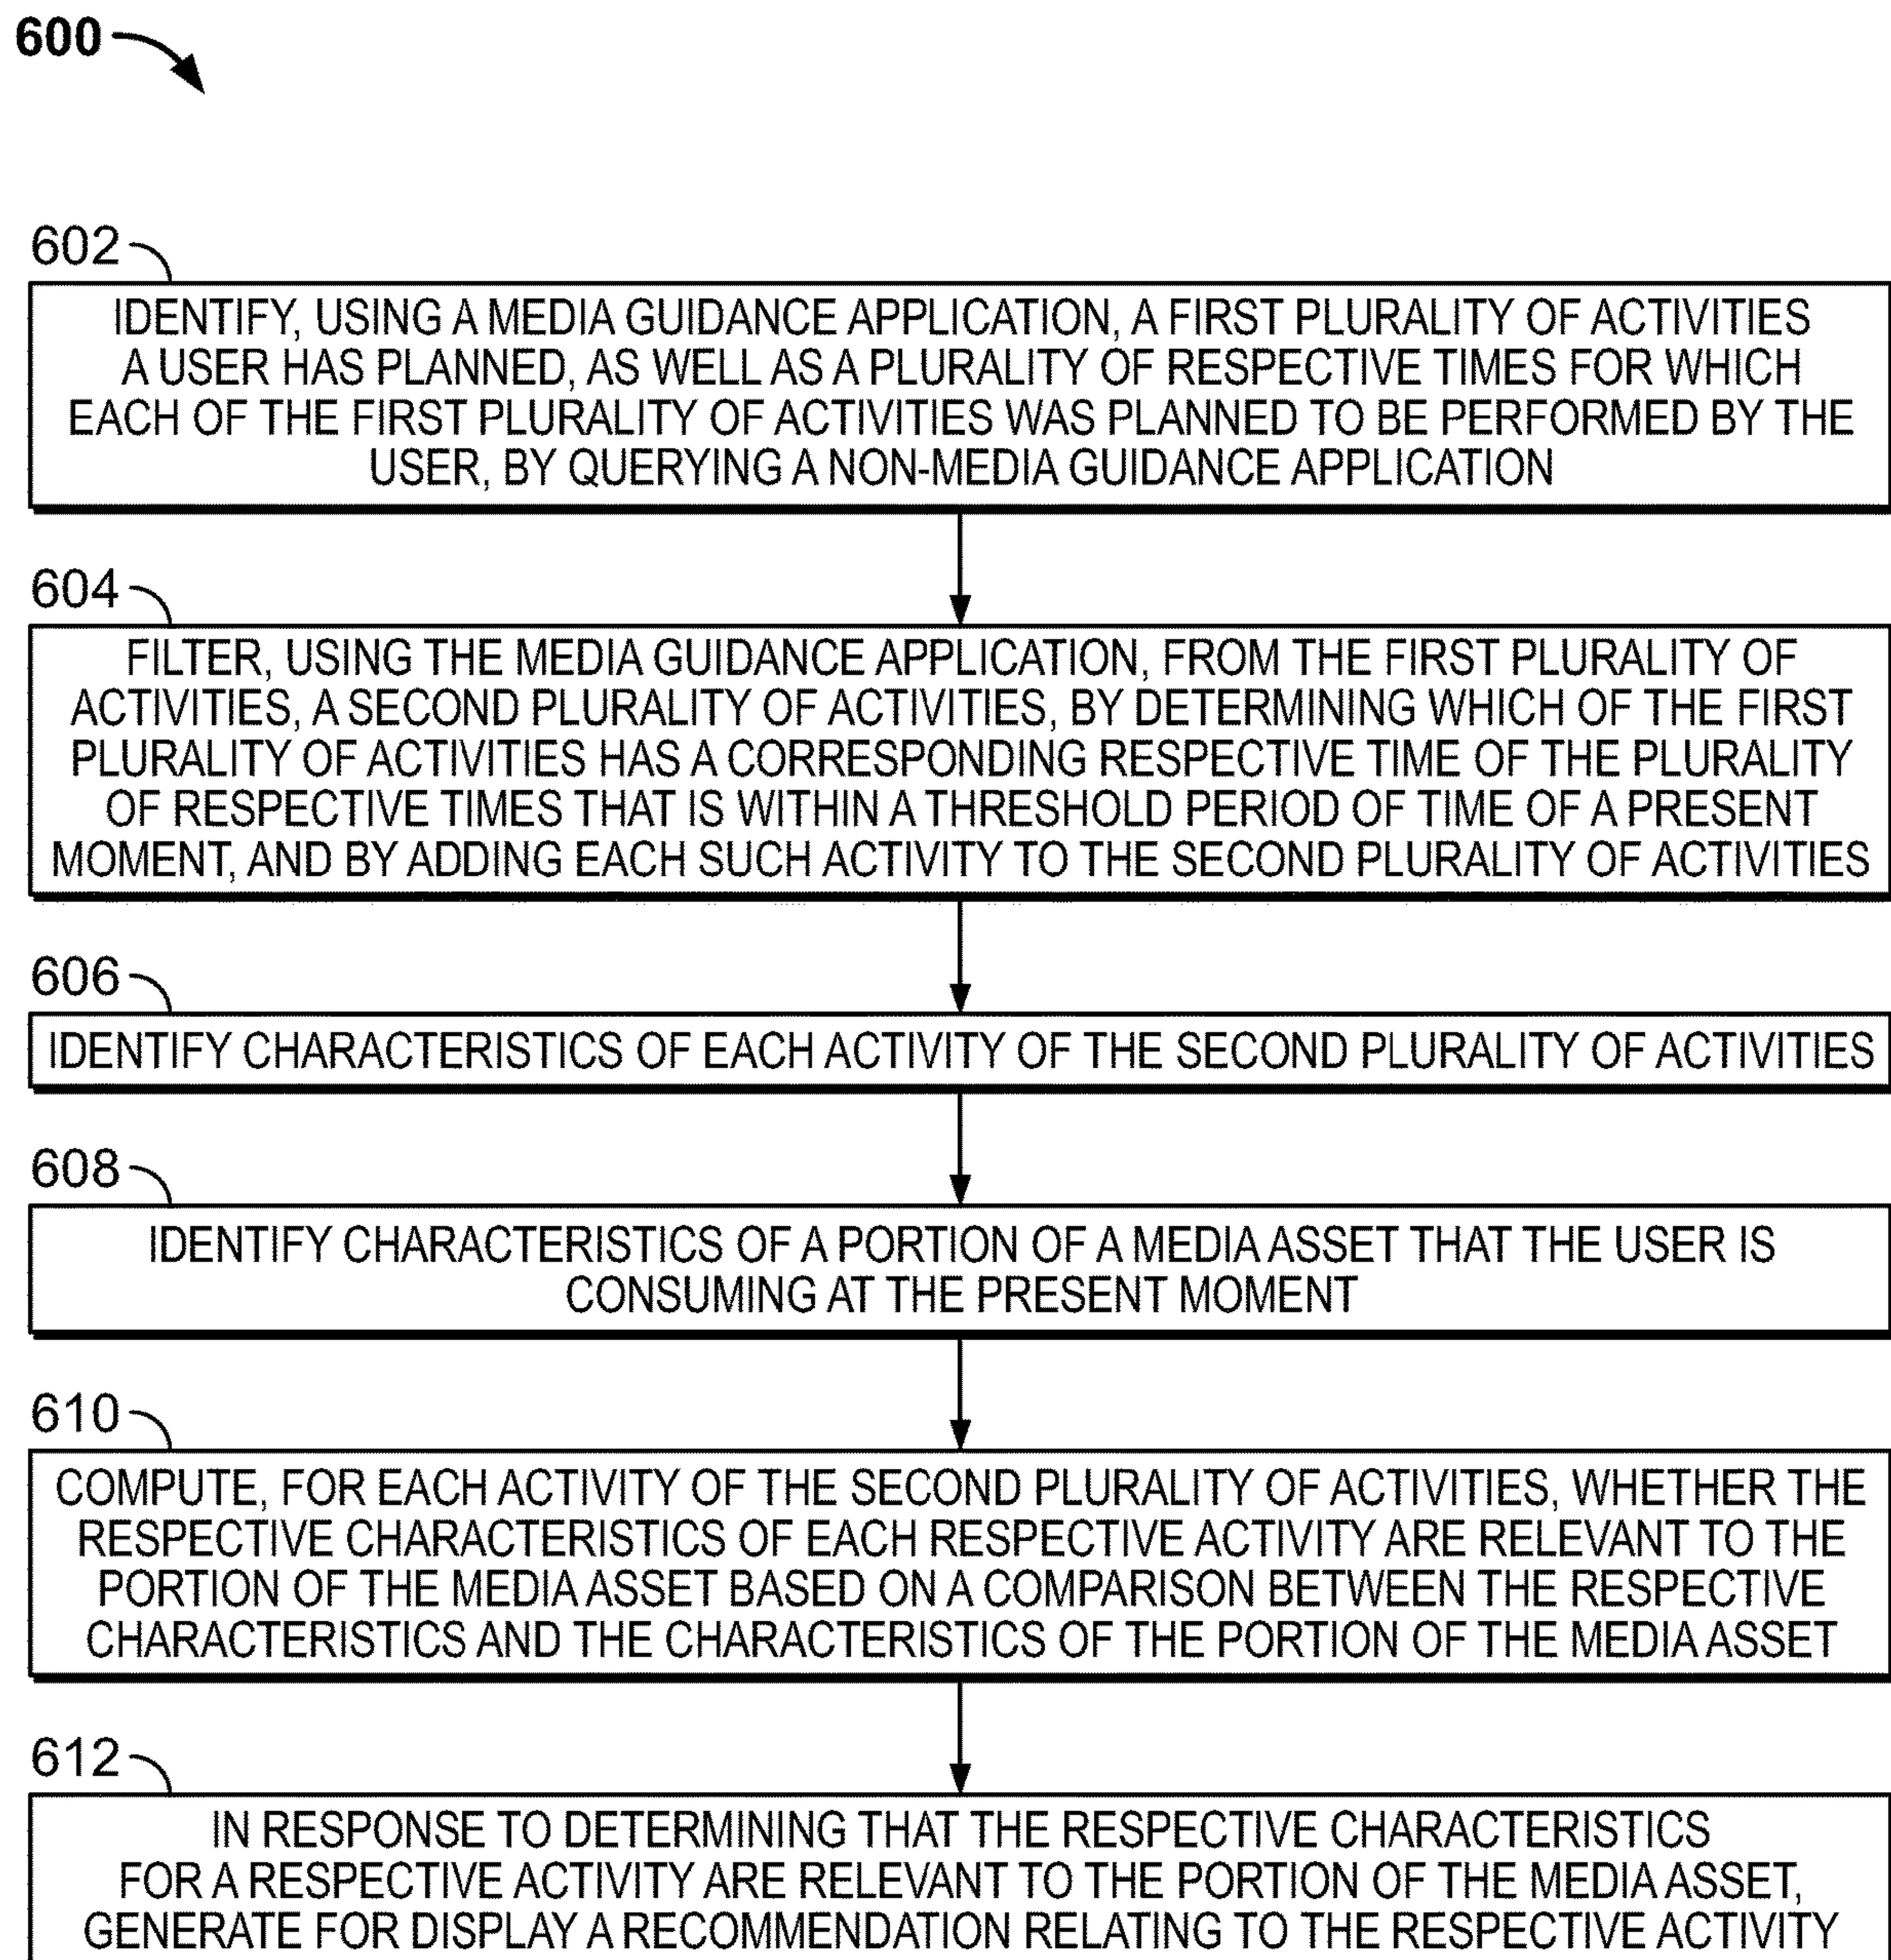 600
602
IDENTIFY, USING A MEDIA GUIDANCE APPLICATION, A FIRST PLURALITY OF ACTIVITIES
A USER HAS PLANNED, AS WELL AS A PLURALITY OF RESPECTIVE TIMES FOR WHICH
EACH OF THE FIRST PLURALITY OF ACTIVITIES WAS PLANNED TO BE PERFORMED BY THE
USER, BY QUERYING A NON-MEDIA GUIDANCE APPLICATION
604
FILTER, USING THE MEDIA GUIDANCE APPLICATION, FROM THE FIRST PLURALITY OF
ACTIVITIES, A SECOND PLURALITY OF ACTIVITIES, BY DETERMINING WHICH OF THE FIRST
PLURALITY OF ACTIVITIES HAS A CORRESPONDING RESPECTIVE TIME OF THE PLURALITY
OF RESPECTIVE TIMES THAT IS WITHIN A THRESHOLD PERIOD OF TIME OF A PRESENT
MOMENT, AND BY ADDING EACH SUCH ACTIVITY TO THE SECOND PLURALITY OF ACTIVITIES
606
IDENTIFY CHARACTERISTICS OF EACH ACTIVITY OF THE SECOND PLURALITY OF ACTIVITIES
608
IDENTIFY CHARACTERISTICS OF A PORTION OF A MEDIA ASSET THAT THE USER IS
CONSUMING AT THE PRESENT MOMENT
610
COMPUTE, FOR EACH ACTIVITY OF THE SECOND PLURALITY OF ACTIVITIES, WHETHER THE
RESPECTIVE CHARACTERISTICS OF EACH RESPECTIVE ACTIVITY ARE RELEVANT TO THE
PORTION OF THE MEDIA ASSET BASED ON A COMPARISON BETWEEN THE RESPECTIVE
CHARACTERISTICS AND THE CHARACTERISTICS OF THE PORTION OF THE MEDIA ASSET
612
IN RESPONSE TO DETERMINING THAT THE RESPECTIVE CHARACTERISTICS
FOR A RESPECTIVE ACTIVITY ARE RELEVANT TO THE PORTION OF THE MEDIA ASSET,
GENERATE FOR DISPLAY A RECOMMENDATION RELATING TO THE RESPECTIVE ACTIVITY